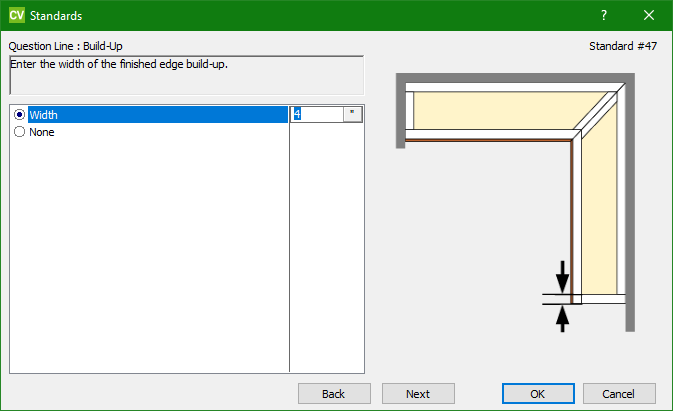 CV Standards ?
Question Line : Build-Up
Standard #47
Enter the width of the finished edge build-up.
Width 4 "
None
Back Next OK Cancel